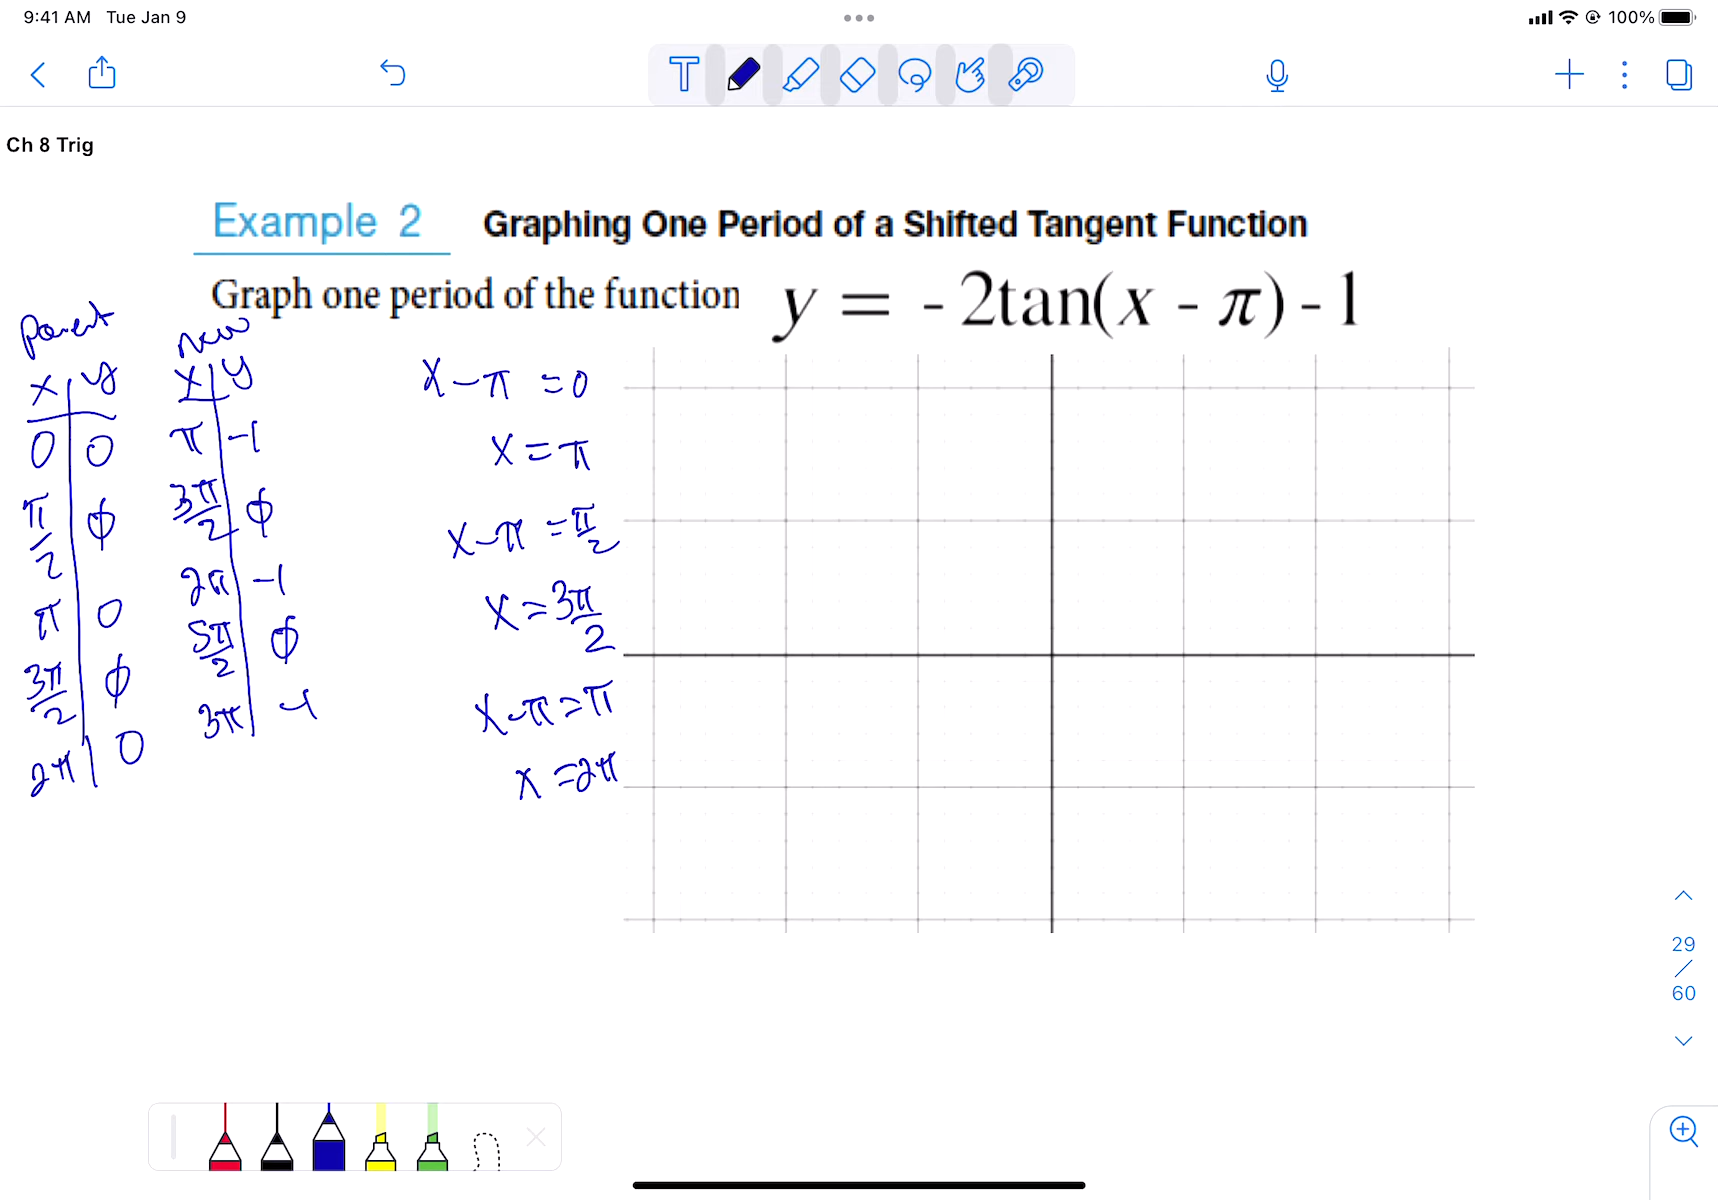 9:41 AM Tue Jan 9
100%
Ch 8 Trig
Example 2 Graphing One Period of a Shifted Tangent Function
Graph one period of the function y = -2tan(x - π) - 1
parent
x | y
0 | 0
π/2 | ϕ
π | 0
3π/2 | ϕ
2π | 0
new
x | y
π | -1
3π/2 | ϕ
2π | -1
5π/2 | ϕ
3π | -1
x - π = 0
x = π
x - π = π/2
x = 3π/2
x - π = π
x = 2π
29
/
60